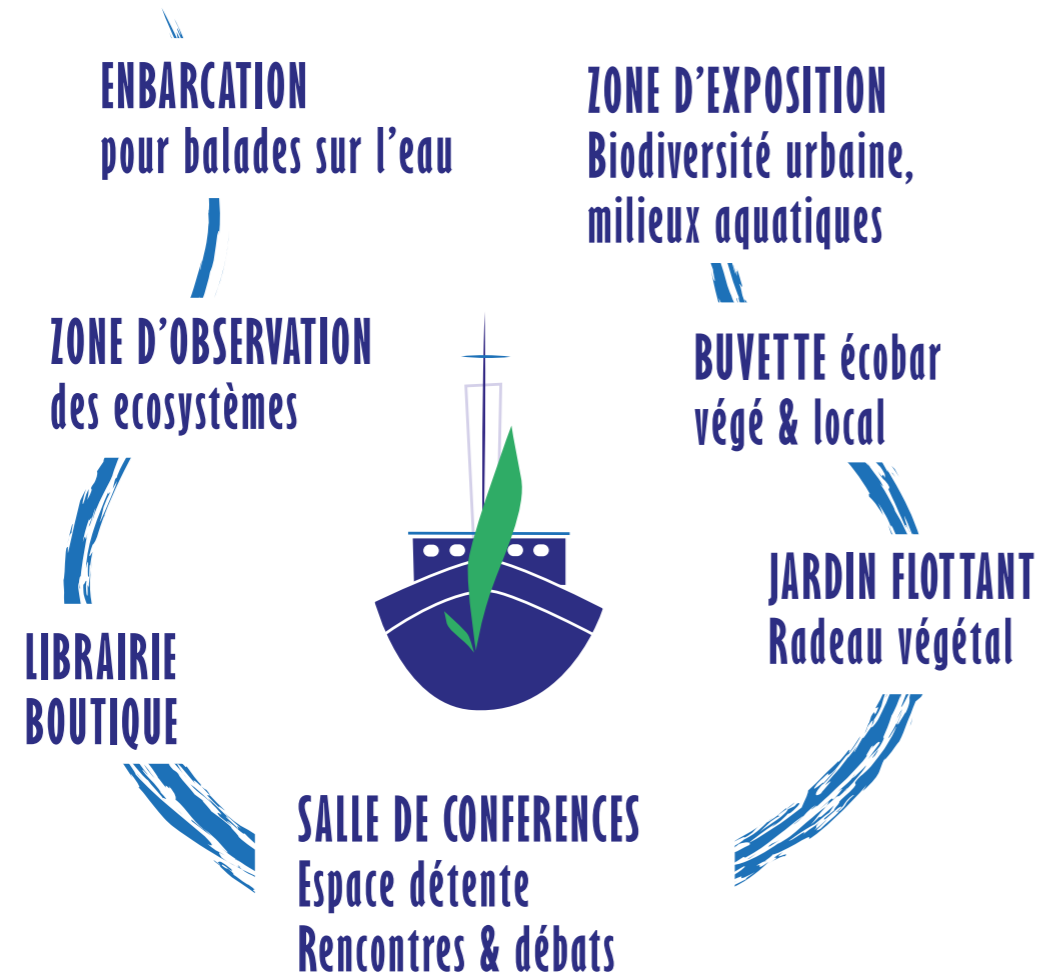 ENBARCATION
pour balades sur l'eau
ZONE D'EXPOSITION
Biodiversité urbaine,
milieux aquatiques
ZONE D'OBSERVATION
des ecosystèmes
BUVETTE écobar
végé & local
JARDIN FLOTTANT
Radeau végétal
LIBRAIRIE
BOUTIQUE
SALLE DE CONFERENCES
Espace détente
Rencontres & débats